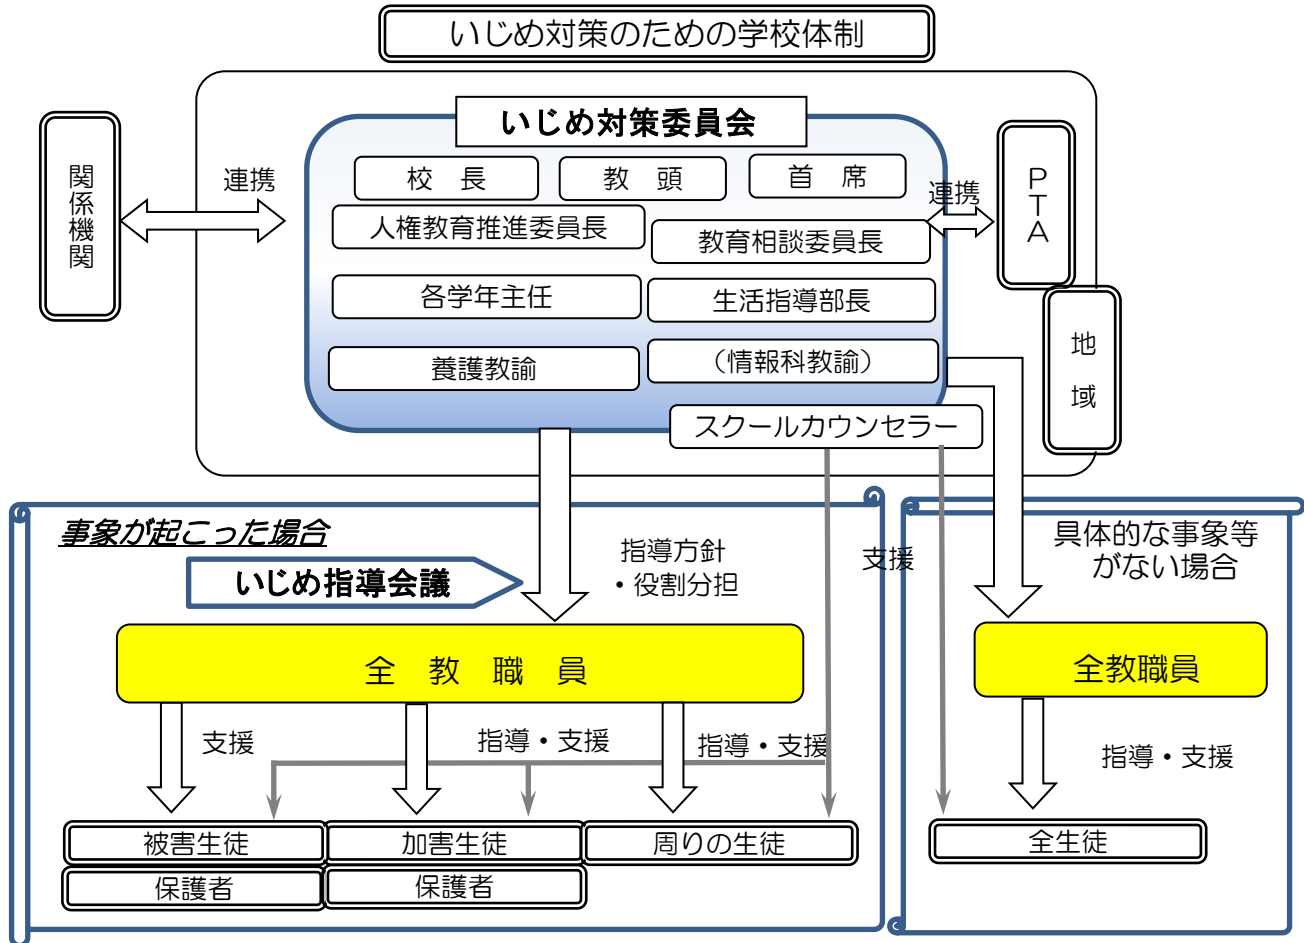 いじめ対策のための学校体制
いじめ対策委員会
関係機関
連携
校　長
教　頭
首　席
連携
PTA
人権教育推進委員長
教育相談委員長
各学年主任
生活指導部長
地域
養護教諭
（情報科教諭）
スクールカウンセラー
事象が起こった場合
いじめ指導会議
指導方針
・役割分担
支援
具体的な事象等
がない場合
全　教　職　員
全教職員
支援
指導・支援
指導・支援
指導・支援
被害生徒
加害生徒
周りの生徒
全生徒
保護者
保護者